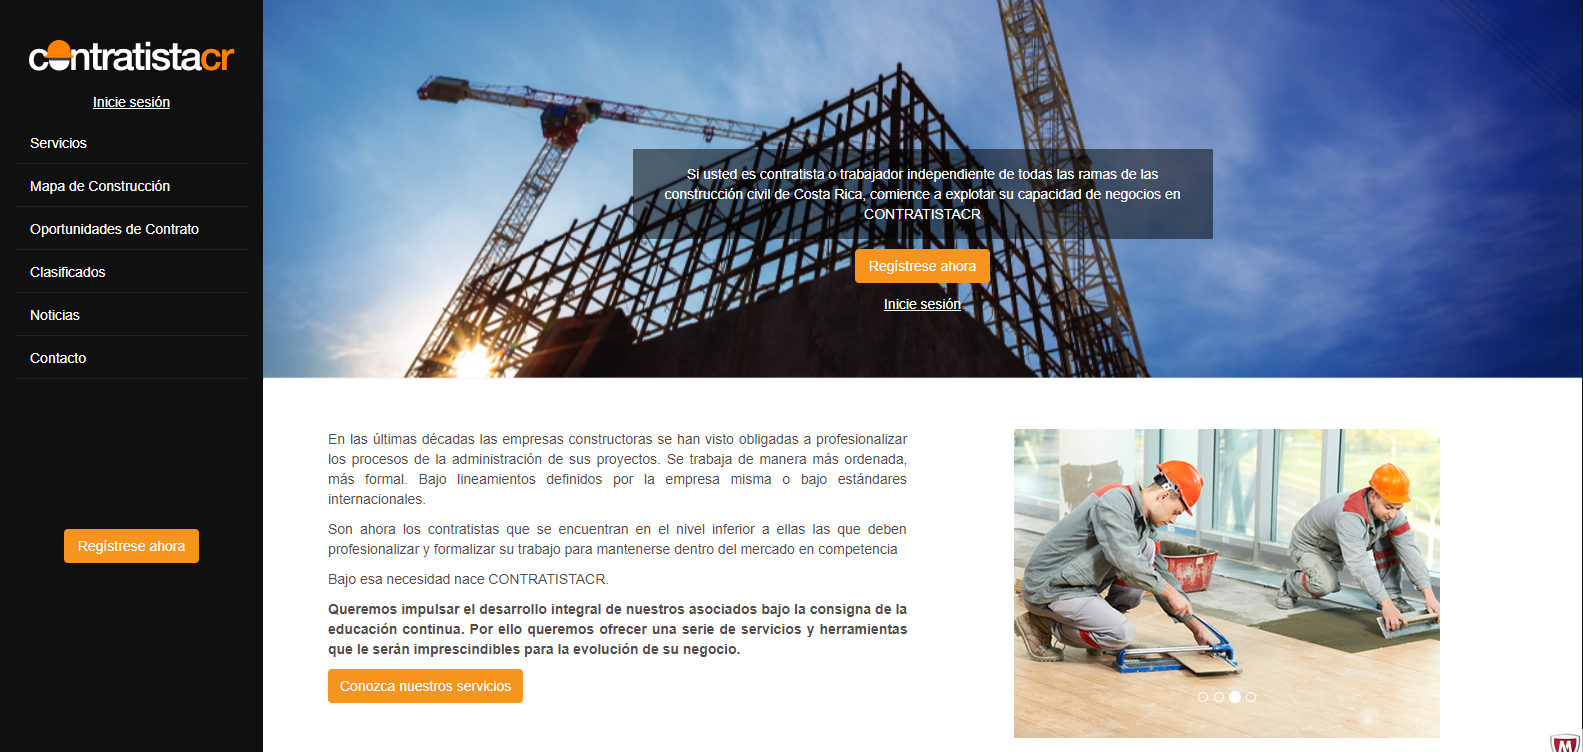 contratistacr
Inicie sesión
Servicios
Mapa de Construcción
Oportunidades de Contrato
Clasificados
Noticias
Contacto
Regístrese ahora
Si usted es contratista o trabajador independiente de todas las ramas de las
construcción civil de Costa Rica, comience a explotar su capacidad de negocios en
CONTRATISTACR
Regístrese ahora
Inicie sesión
En las últimas décadas las empresas constructoras se han visto obligadas a profesionalizar
los procesos de la administración de sus proyectos. Se trabaja de manera más ordenada,
más formal. Bajo lineamientos definidos por la empresa misma o bajo estándares
internacionales.
Son ahora los contratistas que se encuentran en el nivel inferior a ellas las que deben
profesionalizar y formalizar su trabajo para mantenerse dentro del mercado en competencia
Bajo esa necesidad nace CONTRATISTACR.
Queremos impulsar el desarrollo integral de nuestros asociados bajo la consigna de la
educación continua. Por ello queremos ofrecer una serie de servicios y herramientas
que le serán imprescindibles para la evolución de su negocio.
Conozca nuestros servicios